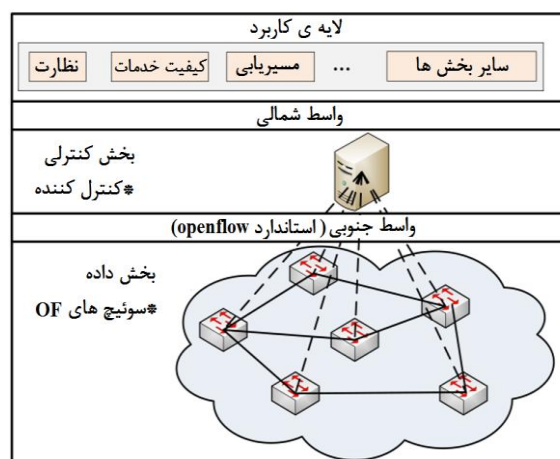 لایه ی کاربرد
سایر بخش ها ... مسیریابی کیفیت خدمات نظارت
واسط شمالی
بخش کنترلی
*کنترل کننده
واسط جنوبی( استاندارد openflow)
بخش داده
*سوئیچ های OF